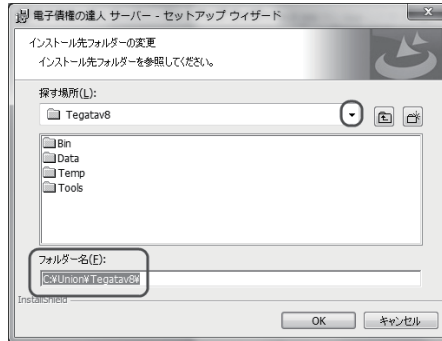 電子債権の達人 サーバー - セットアップ ウィザード
インストール先フォルダーの変更
インストール先フォルダーを参照してください。
探す場所(L):
Tegatav8
Bin
Data
Temp
Tools
フォルダー名(F):
C:¥Union¥Tegatav8¥
InstallShield
OK
キャンセル